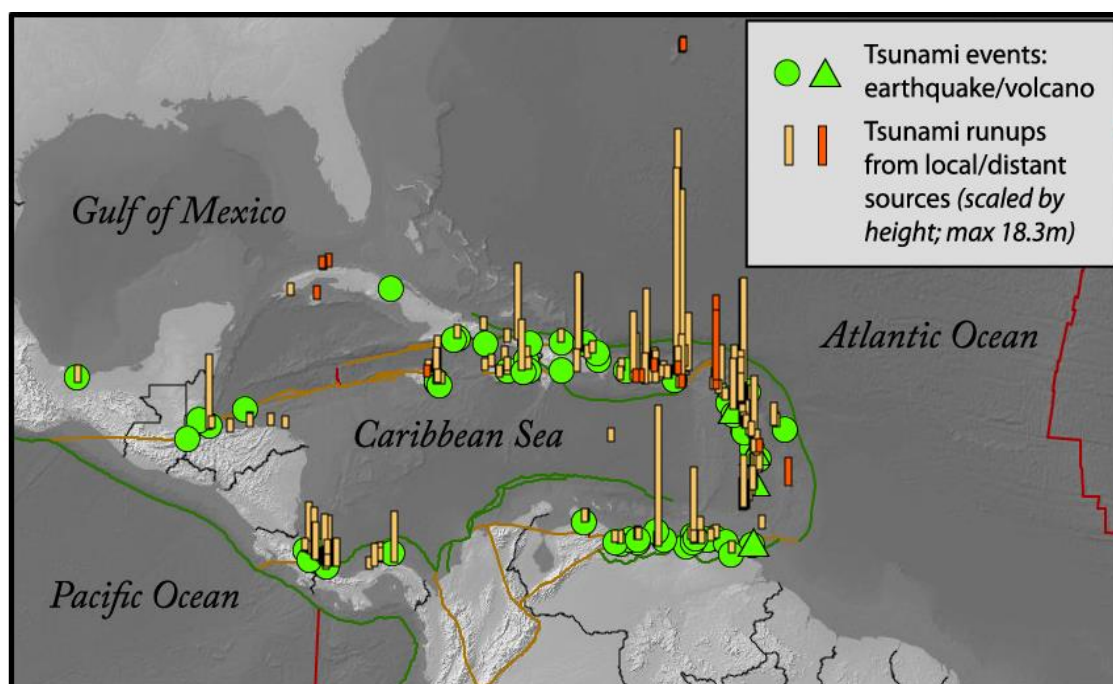 Tsunami events:
earthquake/volcano
Tsunami runups
from local/distant
sources (scaled by
height; max 18.3m)
Gulf of Mexico
Atlantic Ocean
Caribbean Sea
Pacific Ocean